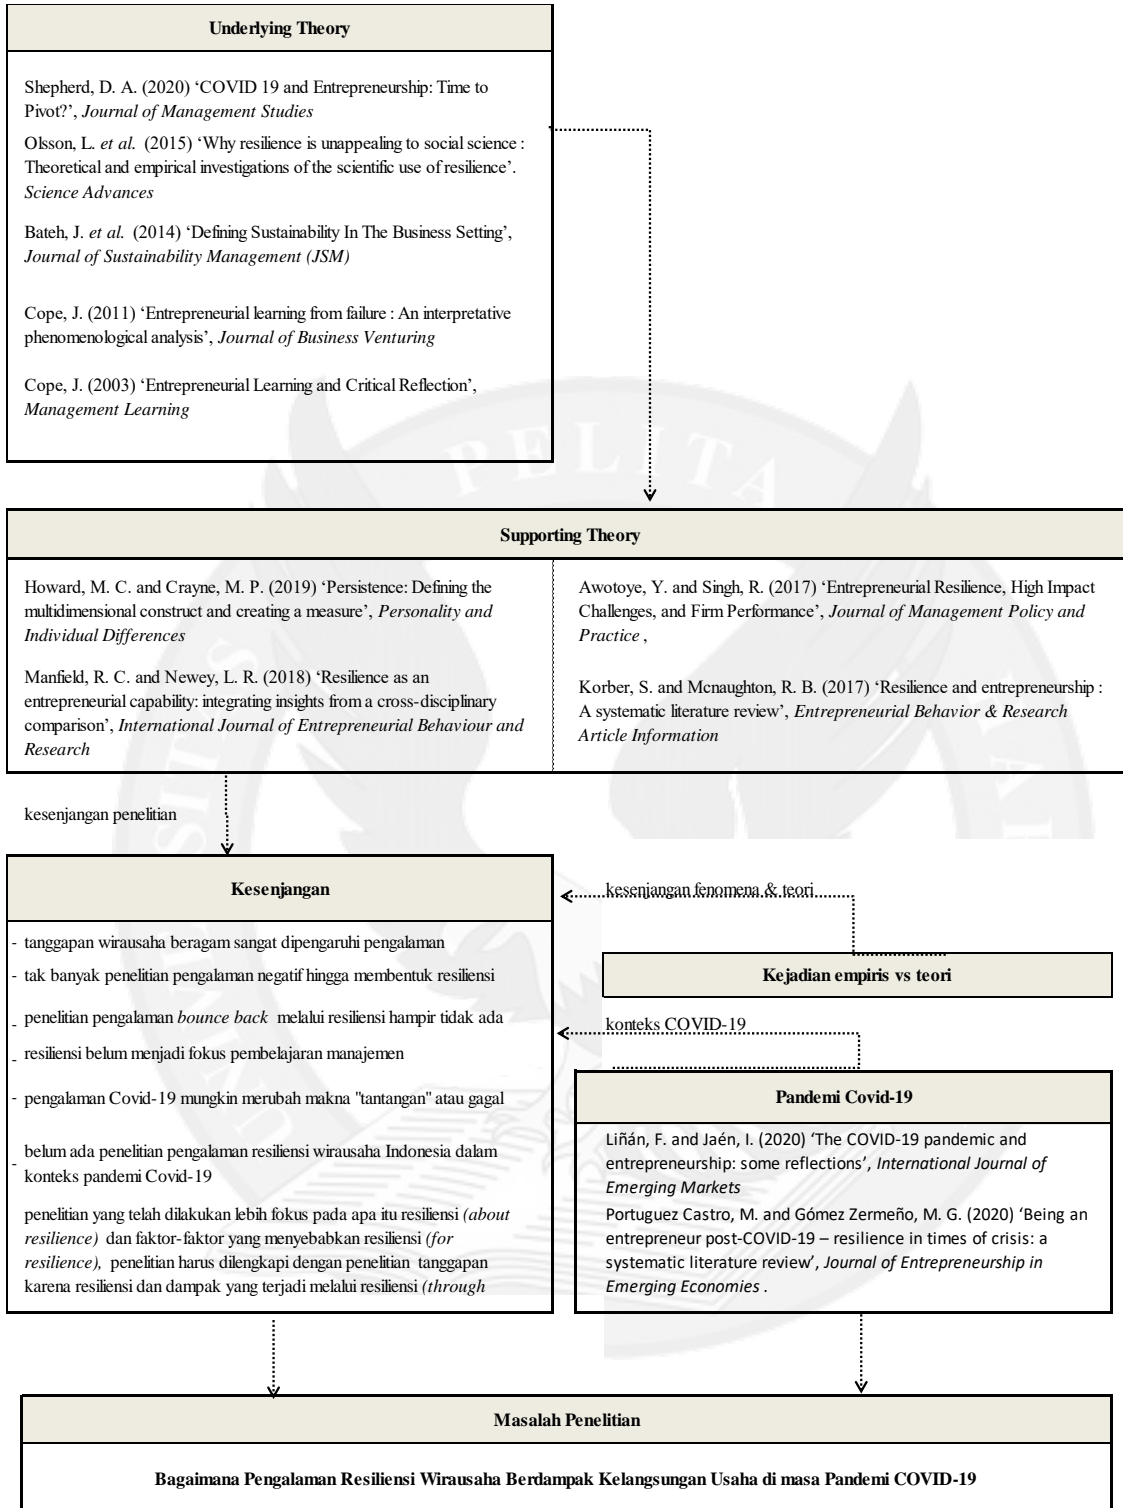 Underlying Theory
Shepherd, D. A. (2020) ‘COVID 19 and Entrepreneurship: Time to
Pivot?’, Journal of Management Studies
Olsson, L. et al. (2015) ‘Why resilience is unappealing to social science :
Theoretical and empirical investigations of the scientific use of resilience’.
Science Advances
Bateh, J. et al. (2014) ‘Defining Sustainability In The Business Setting’,
Journal of Sustainability Management (JSM)
Cope, J. (2011) ‘Entrepreneurial learning from failure : An interpretative
phenomenological analysis’, Journal of Business Venturing
Cope, J. (2003) ‘Entrepreneurial Learning and Critical Reflection’,
Management Learning
PELITA
Supporting Theory
Howard, M. C. and Crayne, M. P. (2019) ‘Persistence: Defining the
multidimensional construct and creating a measure’, Personality and
Individual Differences
Manfield, R. C. and Newey, L. R. (2018) ‘Resilience as an
entrepreneurial capability: integrating insights from a cross-disciplinary
comparison’, International Journal of Entrepreneurial Behaviour and
Research
Awotoye, Y. and Singh, R. (2017) ‘Entrepreneurial Resilience, High Impact
Challenges, and Firm Performance’, Journal of Management Policy and
Practice ,
Korber, S. and Mcnaughton, R. B. (2017) ‘Resilience and entrepreneurship :
A systematic literature review’, Entrepreneurial Behavior & Research
Article Information
kesenjangan penelitian
Kesenjangan
- tanggapan wirausaha beragam sangat dipengaruhi pengalaman
- tak banyak penelitian pengalaman negatif hingga membentuk resiliensi
- penelitian pengalaman bounce back melalui resiliensi hampir tidak ada
- resiliensi belum menjadi fokus pembelajaran manajemen
- pengalaman Covid-19 mungkin merubah makna "tantangan" atau gagal
- belum ada penelitian pengalaman resiliensi wirausaha Indonesia dalam
konteks pandemi Covid-19
penelitian yang telah dilakukan lebih fokus pada apa itu resiliensi (about
resilience) dan faktor-faktor yang menyebabkan resiliensi (for
resilience), penelitian harus dilengkapi dengan penelitian tanggapan
karena resiliensi dan dampak yang terjadi melalui resiliensi (through
kesenjangan fenomena & teori
Kejadian empiris vs teori
konteks COVID-19
Pandemi Covid-19
Liñán, F. and Jaén, I. (2020) ‘The COVID-19 pandemic and
entrepreneurship: some reflections’, International Journal of
Emerging Markets
Portuguez Castro, M. and Gómez Zermeño, M. G. (2020) ‘Being an
entrepreneur post-COVID-19 – resilience in times of crisis: a
systematic literature review’, Journal of Entrepreneurship in
Emerging Economies .
Masalah Penelitian
Bagaimana Pengalaman Resiliensi Wirausaha Berdampak Kelangsungan Usaha di masa Pandemi COVID-19